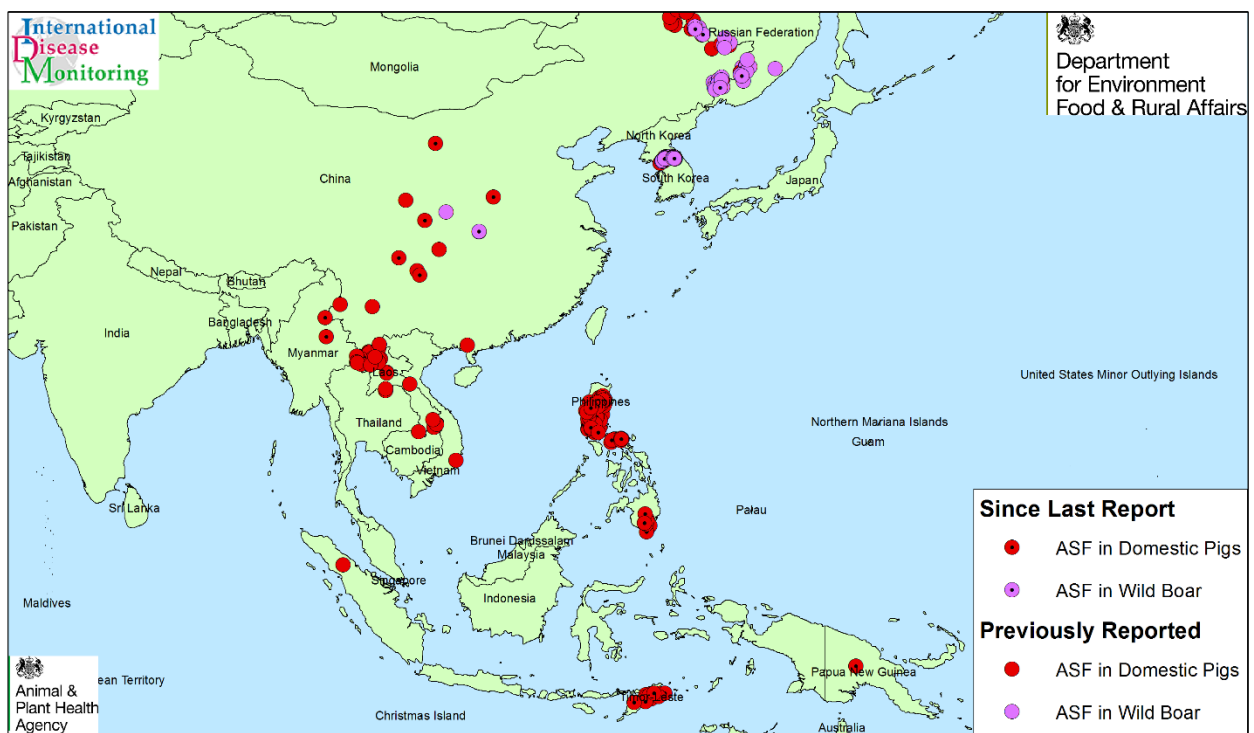 International
Disease
Monitoring
Department
for Environment
Food & Rural Affairs
Russian Federation
Mongolia
Kyrgyzstan
Tajikistan
Afghanistan
Pakistan
China
North Korea
South Korea
Japan
Nepal
Bhutan
Bangladesh
India
Myanmar
Laos
Thailand
Cambodia
Vietnam
Philippines
United States Minor Outlying Islands
Northern Mariana Islands
Guam
Sri Lanka
Palau
Brunei Darussalam
Malaysia
Singapore
Indonesia
Maldives
Papua New Guinea
Timor-Leste
ean Territory
Christmas Island
Australia
Since Last Report
ASF in Domestic Pigs
ASF in Wild Boar
Previously Reported
ASF in Domestic Pigs
ASF in Wild Boar
Animal &
Plant Health
Agency